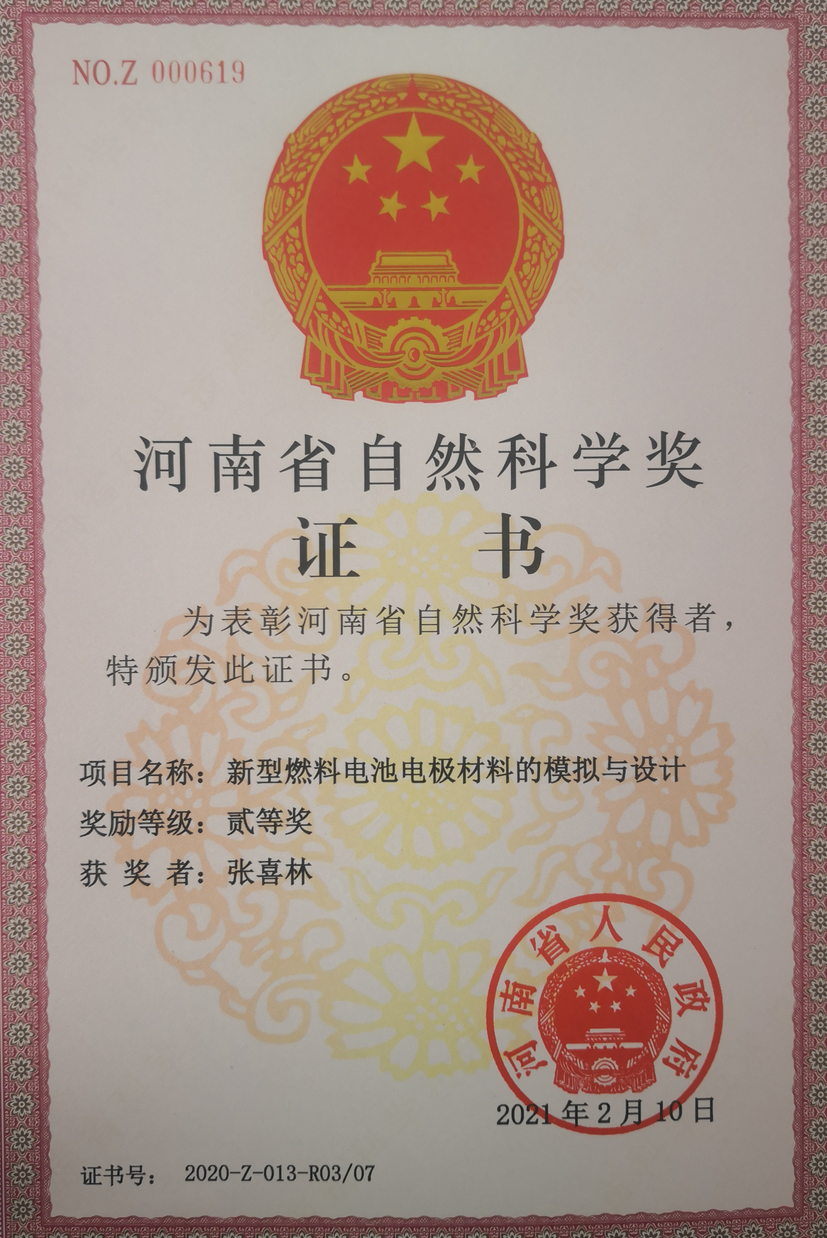 NO.Z 000619
河南省自然科学奖
证 书
为表彰河南省自然科学奖获得者，
特颁发此证书。
项目名称：新型燃料电池电极材料的模拟与设计
奖励等级：贰等奖
获 奖 者：张喜林
河南省人民政府
2021年2月10日
证书号： 2020-Z-013-R03/07